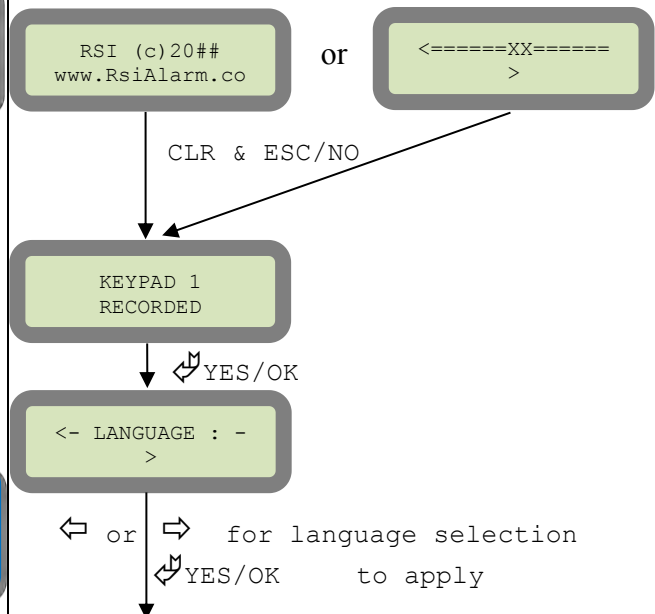 RSI (c)20##
www.RsiAlarm.co
or
<======XX======
>
CLR & ESC/NO
KEYPAD 1
RECORDED
YES/OK
<- LANGUAGE : -
>
⇦ or ⇨ for language selection
YES/OK to apply